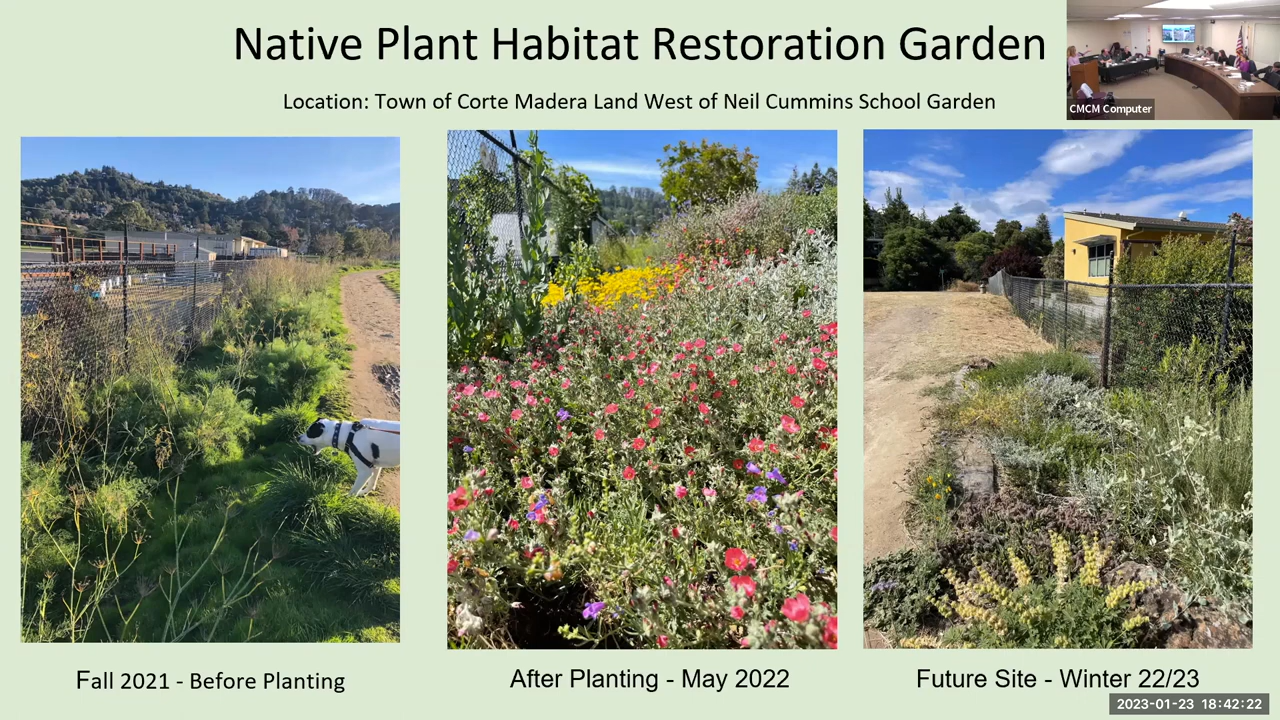 Native Plant Habitat Restoration Garden
Location: Town of Corte Madera Land West of Neil Cummins School Garden
CMCM Computer
Fall 2021 - Before Planting
After Planting - May 2022
Future Site - Winter 22/23
2023-01-23 18:42:22